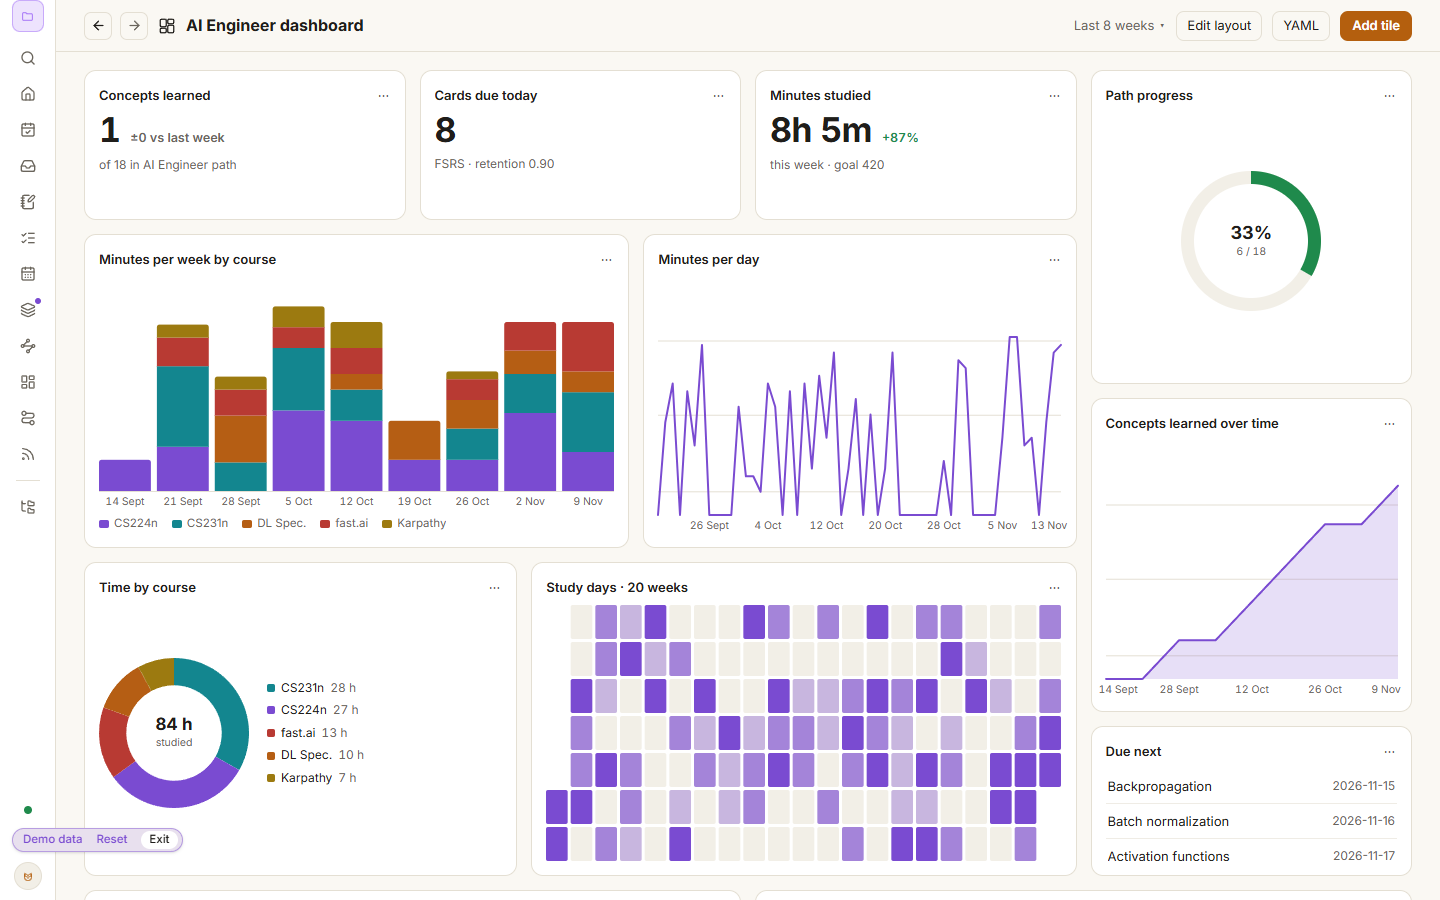 AI Engineer dashboard
Last 8 weeks
Edit layout
YAML
Add tile
Concepts learned
1 ±0 vs last week
of 18 in AI Engineer path
Cards due today
8
FSRS · retention 0.90
Minutes studied
8h 5m +87%
this week · goal 420
Path progress
33%
6 / 18
Minutes per week by course
14 Sept 21 Sept 28 Sept 5 Oct 12 Oct 19 Oct 26 Oct 2 Nov 9 Nov
CS224n CS231n DL Spec. fast.ai Karpathy
Minutes per day
26 Sept 4 Oct 12 Oct 20 Oct 28 Oct 5 Nov 13 Nov
Concepts learned over time
14 Sept 28 Sept 12 Oct 26 Oct 9 Nov
Time by course
84 h
studied
CS231n 28 h
CS224n 27 h
fast.ai 13 h
DL Spec. 10 h
Karpathy 7 h
Study days · 20 weeks
Due next
Backpropagation 2026-11-15
Batch normalization 2026-11-16
Activation functions 2026-11-17
Demo data Reset Exit